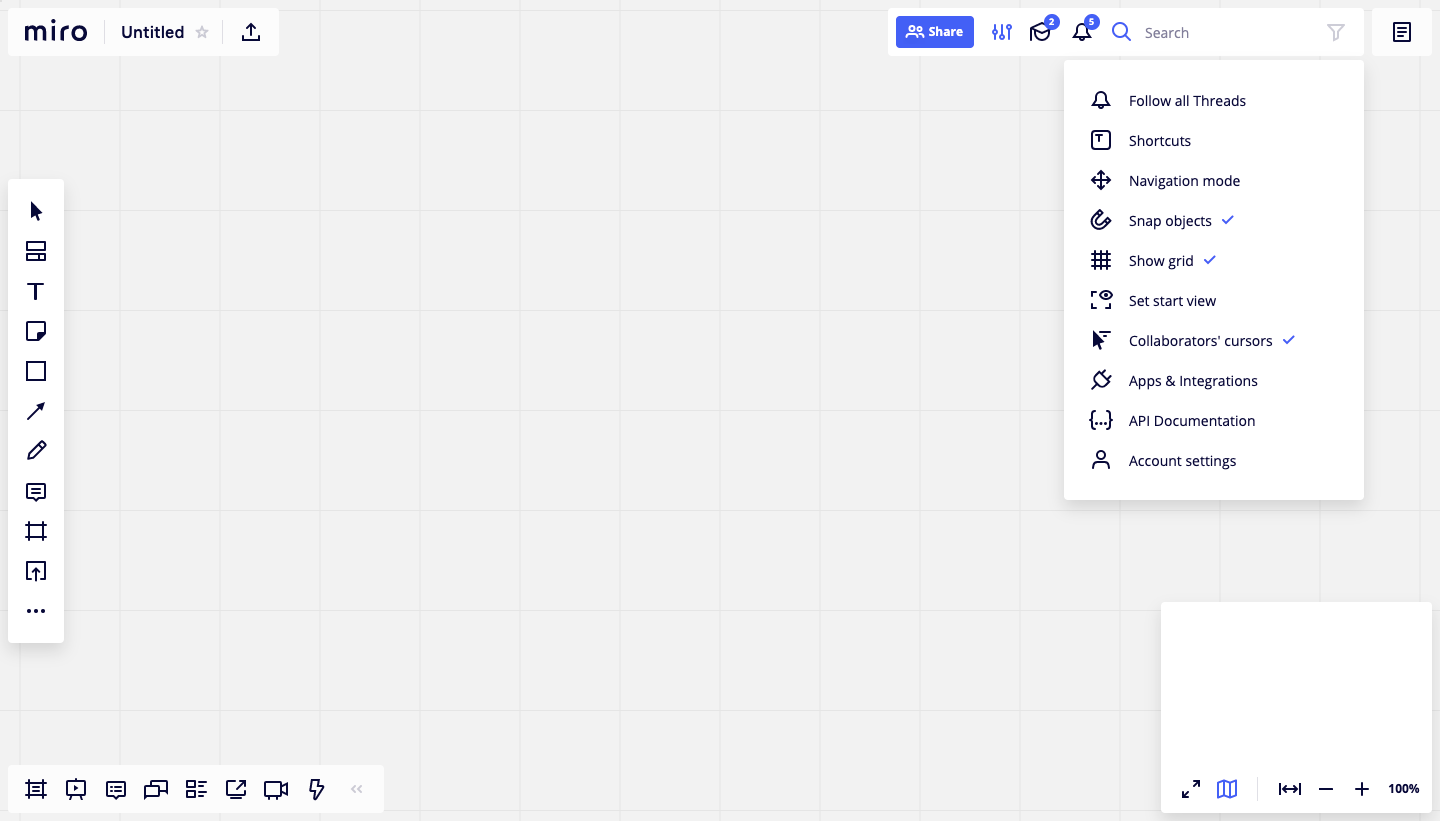 miro
Untitled
Share
2
5
Search
Follow all Threads
Shortcuts
Navigation mode
Snap objects
Show grid
Set start view
Collaborators' cursors
Apps & Integrations
API Documentation
Account settings
100%